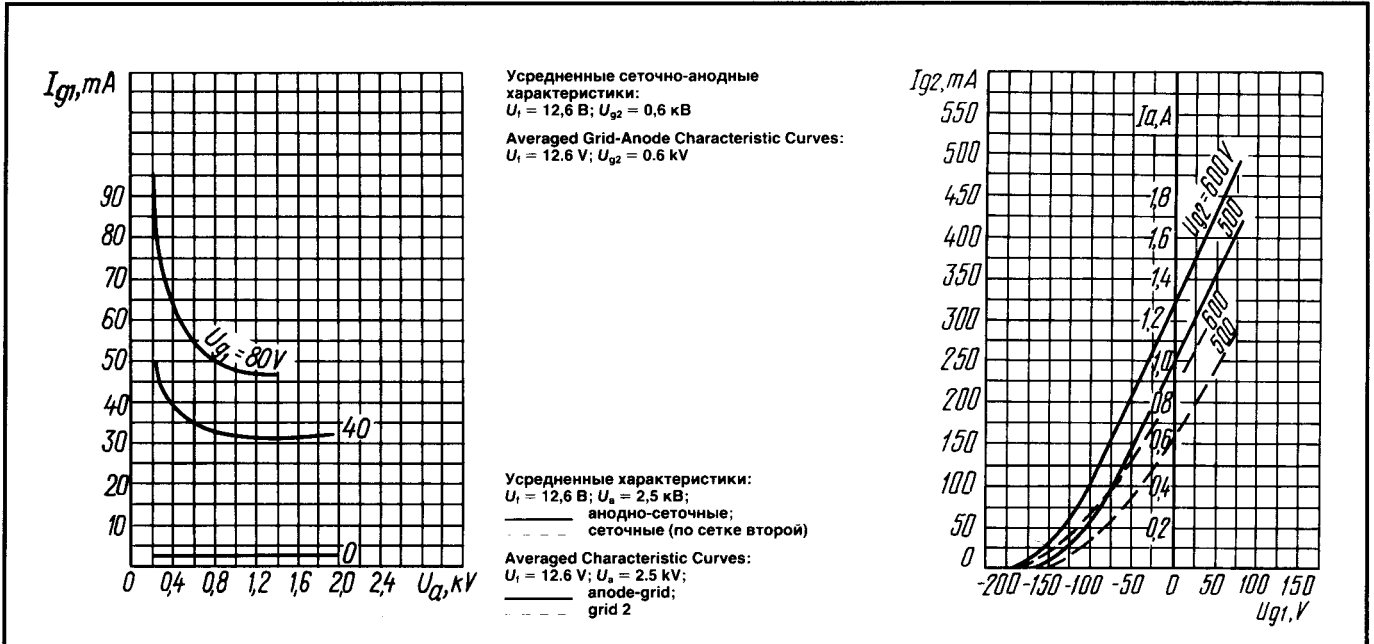 Ig1, mA
90
80
70
60
50
40
30
20
10
Ug1 = 80V
40
0
0 0,4 0,8 1,2 1,6 2,0 2,4 Ua, kV
Усредненные сеточно-анодные
характеристики:
Uf = 12,6 В; Ug2 = 0,6 кВ
Averaged Grid-Anode Characteristic Curves:
Uf = 12.6 V; Ug2 = 0.6 kV
Усредненные характеристики:
Uf = 12,6 В; Ua = 2,5 кВ;
анодно-сеточные;
сеточные (по сетке второй)
Averaged Characteristic Curves:
Uf = 12.6 V; Ua = 2.5 kV;
anode-grid;
grid 2
Ig2, mA
550
500
450
400
350
300
250
200
150
100
50
0
Ia, A
1,8
1,6
1,4
1,2
1,0
0,8
0,6
0,4
0,2
Ug2=600V
500
600
500
-200 -150 -100 -50 0 50 100 150
Ug1, V